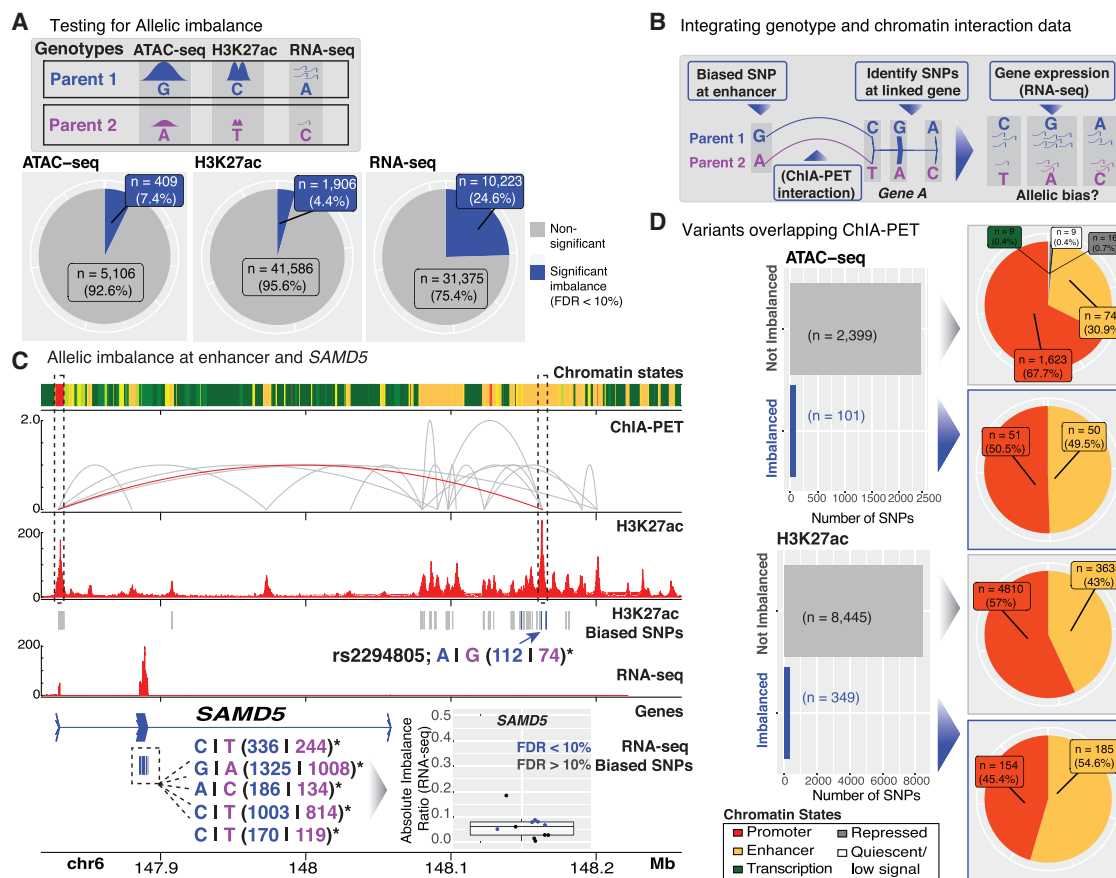 A Testing for Allelic imbalance
Genotypes ATAC-seq H3K27ac RNA-seq
Parent 1 G C A
Parent 2 A T C
ATAC–seq
n = 409
(7.4%)
n = 5,106
(92.6%)
H3K27ac
n = 1,906
(4.4%)
n = 41,586
(95.6%)
RNA-seq
n = 10,223
(24.6%)
n = 31,375
(75.4%)
Non-
significant
Significant
imbalance
(FDR < 10%)
B Integrating genotype and chromatin interaction data
Biased SNP
at enhancer
Identify SNPs
at linked gene
Gene expression
(RNA-seq)
Parent 1 G C G A C G A
Parent 2 A T A C T A C
(ChIA-PET
interaction)
Gene A
Allelic bias?
C Allelic imbalance at enhancer and SAMD5
Chromatin states
2.0
ChIA-PET
0
H3K27ac
200
0
H3K27ac
Biased SNPs
rs2294805; A I G (112 I 74)*
200
RNA-seq
0
SAMD5
Genes
RNA-seq
Biased SNPs
C I T (336 I 244)*
G I A (1325 I 1008)*
A I C (186 I 134)*
C I T (1003 I 814)*
C I T (170 I 119)*
Absolute Imbalance
Ratio (RNA-seq)
0.5
0.4
0.3
0.2
0.1
0.0
SAMD5
FDR < 10%
FDR > 10%
chr6 147.9 148 148.1 148.2 Mb
D Variants overlapping ChIA-PET
ATAC–seq
Not Imbalanced
(n = 2,399)
Imbalanced
(n = 101)
0 500 1000 1500 2000 2500
Number of SNPs
n = 9
(0.4%)
n = 9
(0.4%)
n = 16
(0.7%
n = 74
(30.9%
n = 1,623
(67.7%)
n = 51
(50.5%)
n = 50
(49.5%)
H3K27ac
Not Imbalanced
(n = 8,445)
Imbalanced
(n = 349)
0 2000 4000 6000 8000
Number of SNPs
n = 4810
(57%)
n = 363
(43%)
n = 154
(45.4%)
n = 185
(54.6%)
Chromatin States
Promoter
Enhancer
Transcription
Repressed
Quiescent/
low signal